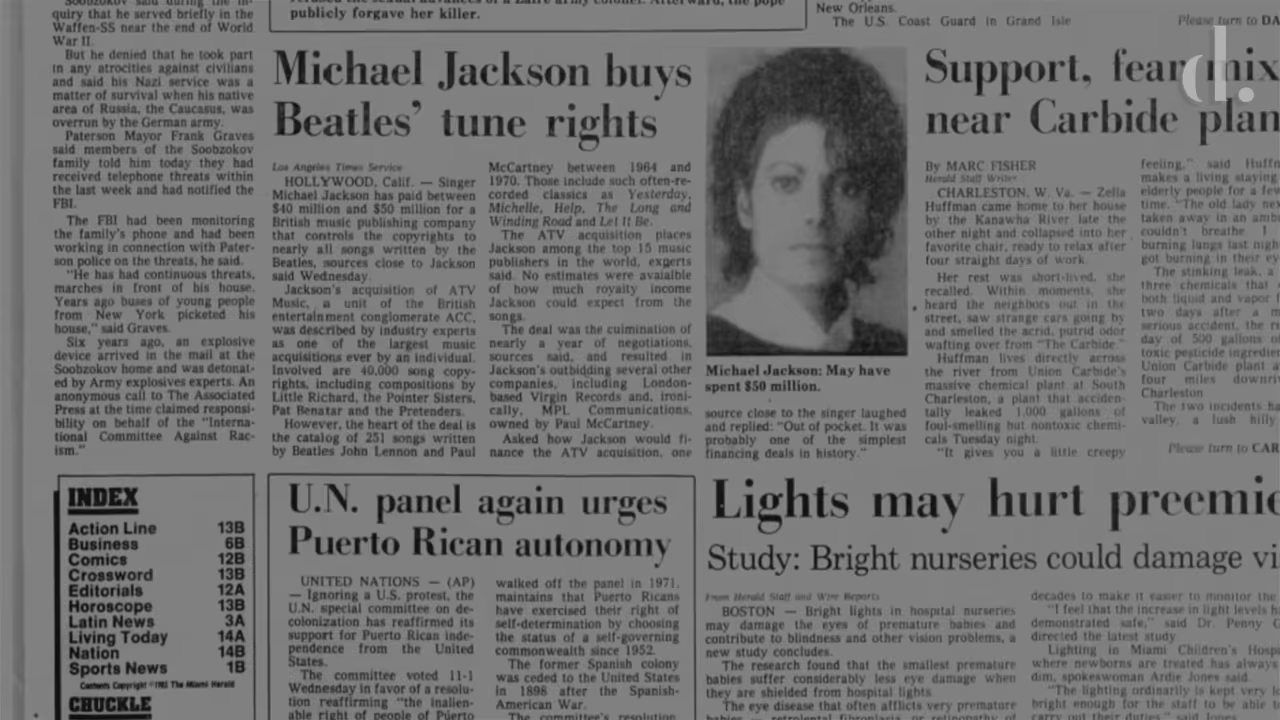 quiry that he served briefly in the
Waffen-SS near the end of World
War II.
But he denied that he took part
in any atrocities against civilians
and said his Nazi service was a
matter of survival when his native
area of Russia, the Caucasus, was
overrun by the German army.
Paterson Mayor Frank Graves
said members of the Soobzokov
family told him today they had
received telephone threats within
the last week and had notified the
FBI.
The FBI had been monitoring
the family's phone and had been
working in connection with Pater-
son police on the threats, he said.
"He has had continuous threats,
marches in front of his house.
Years ago buses of young people
from New York picketed his
house," said Graves.
Six years ago, an explosive
device arrived in the mail at the
Soobzokov home and was detonat-
ed by Army explosives experts. An
anonymous call to The Associated
Press at the time claimed responsi-
bility on behalf of the "Interna-
tional Committee Against Rac-
ism."
publicly forgave her killer.
New Orleans.
The U.S. Coast Guard in Grand Isle
Please turn to DA
Michael Jackson buys
Beatles' tune rights
Los Angeles Times Service
HOLLYWOOD, Calif. — Singer
Michael Jackson has paid between
$40 million and $50 million for a
British music publishing company
that controls the copyrights to
nearly all songs written by the
Beatles, sources close to Jackson
said Wednesday.
Jackson's acquisition of ATV
Music, a unit of the British
entertainment conglomerate ACC,
was described by industry experts
as one of the largest music
acquisitions ever by an individual.
Involved are 40,000 song copy-
rights, including compositions by
Little Richard, the Pointer Sisters,
Pat Benatar and the Pretenders.
However, the heart of the deal is
the catalog of 251 songs written
by Beatles John Lennon and Paul
McCartney between 1964 and
1970. Those include such often-re-
corded classics as Yesterday,
Michelle, Help, The Long and
Winding Road and Let It Be.
The ATV acquisition places
Jackson among the top 15 music
publishers in the world, experts
said. No estimates were avaialble
of how much royalty income
Jackson could expect from the
songs.
The deal was the culmination of
nearly a year of negotiations,
sources said, and resulted in
Jackson's outbidding several other
companies, including London-
based Virgin Records and, ironi-
cally, MPL Communications,
owned by Paul McCartney.
Asked how Jackson would fi-
nance the ATV acquisition, one
Michael Jackson: May have
spent $50 million.
source close to the singer laughed
and replied: "Out of pocket. It was
probably one of the simplest
financing deals in history."
Support, fear mix
near Carbide plan
d.
By MARC FISHER
Herald Staff Writer
CHARLESTON, W. Va. — Zella
Huffman came home to her house
by the Kanawha River late the
other night and collapsed into her
favorite chair, ready to relax after
four straight days of work.
Her rest was short-lived, she
recalled. Within moments, she
heard the neighbors out in the
street, saw strange cars going by
and smelled the acrid, putrid odor
wafting over from "The Carbide."
Huffman lives directly across
the river from Union Carbide's
massive chemical plant at South
Charleston, a plant that acciden-
tally leaked 1,000 gallons of
foul-smelling but nontoxic chemi-
cals Tuesday night.
"It gives you a little creepy
feeling," said Huffm
makes a living staying
elderly people for a few
time. "The old lady nex
taken away in an amb
couldn't breathe. I
burning lungs last nigh
got burning in their ey
The stinking leak, a
three chemicals that
both liquid and vapor f
two days after a m
serious accident, the r
day of 500 gallons o
toxic pesticide ingredien
Union Carbide plant a
four miles downri
Charleston
The two incidents ha
valley, a lush hilly
Please turn to CAR
INDEX
Action Line 13B
Business 6B
Comics 12B
Crossword 13B
Editorials 12A
Horoscope 13B
Latin News 3A
Living Today 14A
Nation 14B
Sports News 1B
Contents Copyright © 1985 The Miami Herald
CHUCKLE
U.N. panel again urges
Puerto Rican autonomy
UNITED NATIONS — (AP)
— Ignoring a U.S. protest, the
U.N. special committee on de-
colonization has reaffirmed its
support for Puerto Rican inde-
pendence from the United
States.
The committee voted 11-1
Wednesday in favor of a resolu-
tion reaffirming "the inalien-
able right of people of Puerto
walked off the panel in 1971,
maintains that Puerto Ricans
have exercised their right of
self-determination by choosing
the status of a self-governing
commonwealth since 1952.
The former Spanish colony
was ceded to the United States
in 1898 after the Spanish-
American War.
The committee's resolution
Lights may hurt preemie
Study: Bright nurseries could damage vi
From Herald Staff and Wire Reports
BOSTON — Bright lights in hospital nurseries
may damage the eyes of premature babies and
contribute to blindness and other vision problems, a
new study concludes.
The research found that the smallest premature
babies suffer considerably less eye damage when
they are shielded from hospital lights.
The eye disease that often afflicts very premature
decades to make it easier to monitor the
"I feel that the increase in light levels h
demonstrated safe," said Dr. Penny G
directed the latest study.
Lighting in Miami Children's Hospi
where newborns are treated has always
dim, spokeswoman Ardie Jones said.
"The lighting ordinarily is kept very l
bright enough for the staff to be able t